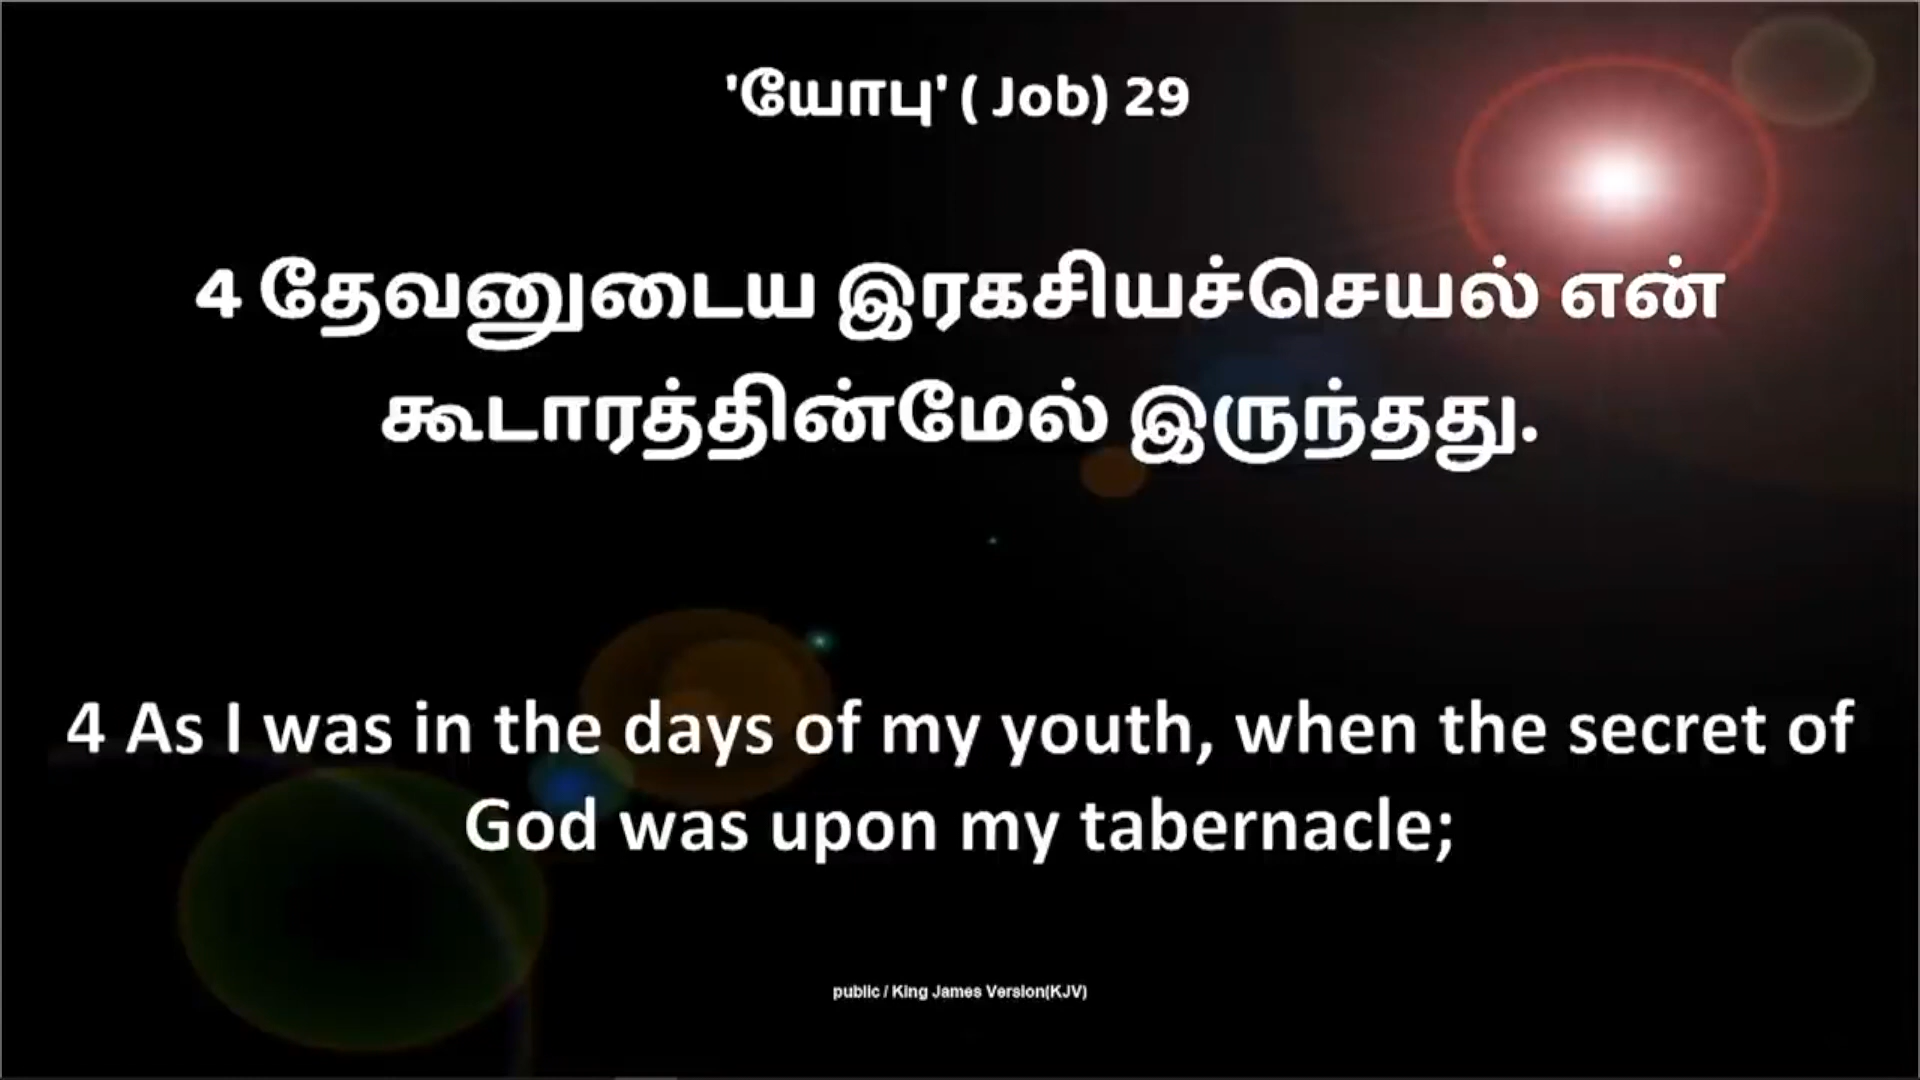 'யோபு' ( Job) 29
4 தேவனுடைய இரகசியச்செயல் என்
கூடாரத்தின்மேல் இருந்தது.
4 As I was in the days of my youth, when the secret of
God was upon my tabernacle;
public / King James Version(KJV)